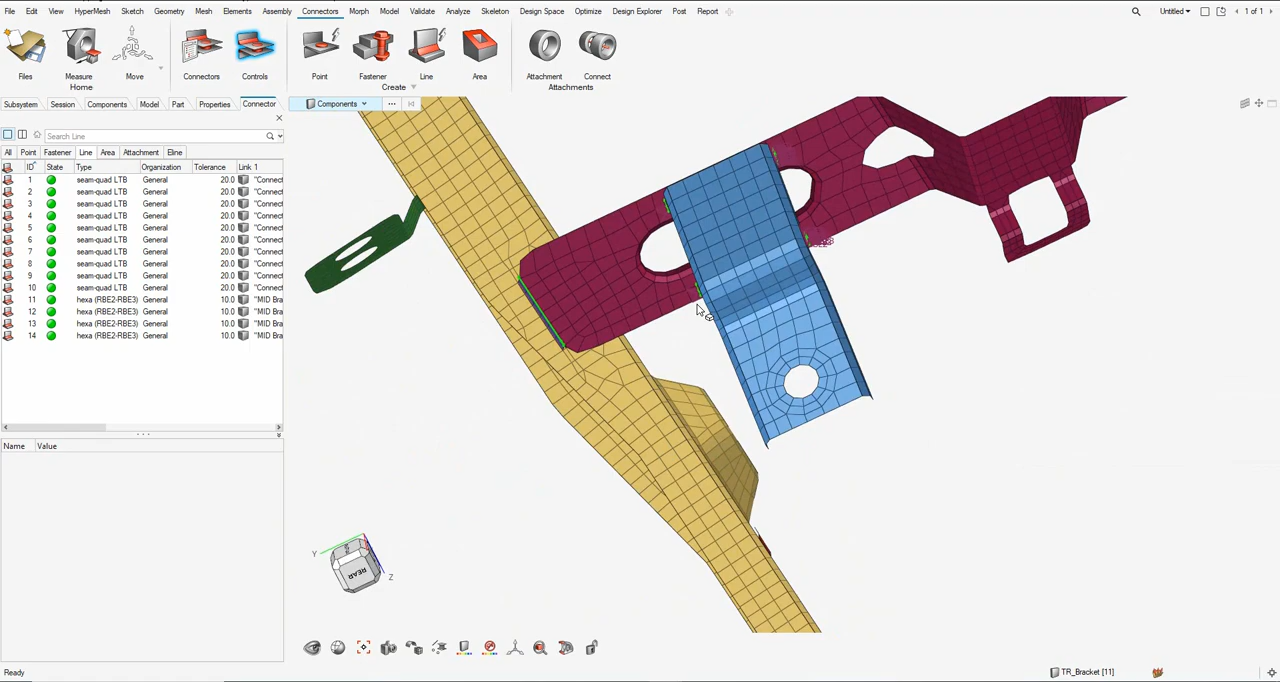 File Edit View HyperMesh Sketch Geometry Mesh Elements Assembly Connectors Morph Model Validate Analyze Skeleton Design Space Optimize Design Explorer Post Report Untitled 1 of 1
Files Measure Move Connectors Controls Point Fastener Line Area Attachment Connect
Home Create Attachments
Subsystem Session Components Model Part Properties Connector Components
Search Line
All Point Fastener Line Area Attachment Eline
ID State Type Organization Tolerance Link 1
1 seam-quad LTB General 20.0 "Connect
2 seam-quad LTB General 20.0 "Connect
3 seam-quad LTB General 20.0 "Connect
4 seam-quad LTB General 20.0 "Connect
5 seam-quad LTB General 20.0 "Connect
6 seam-quad LTB General 20.0 "Connect
7 seam-quad LTB General 20.0 "Connect
8 seam-quad LTB General 20.0 "Connect
9 seam-quad LTB General 20.0 "Connect
10 seam-quad LTB General 20.0 "Connect
11 hexa (RBE2-RBE3) General 10.0 "MID Bra
12 hexa (RBE2-RBE3) General 10.0 "MID Bra
13 hexa (RBE2-RBE3) General 10.0 "MID Bra
14 hexa (RBE2-RBE3) General 10.0 "MID Bra
Name Value
Y
REAR
Z
Ready TR_Bracket [11]